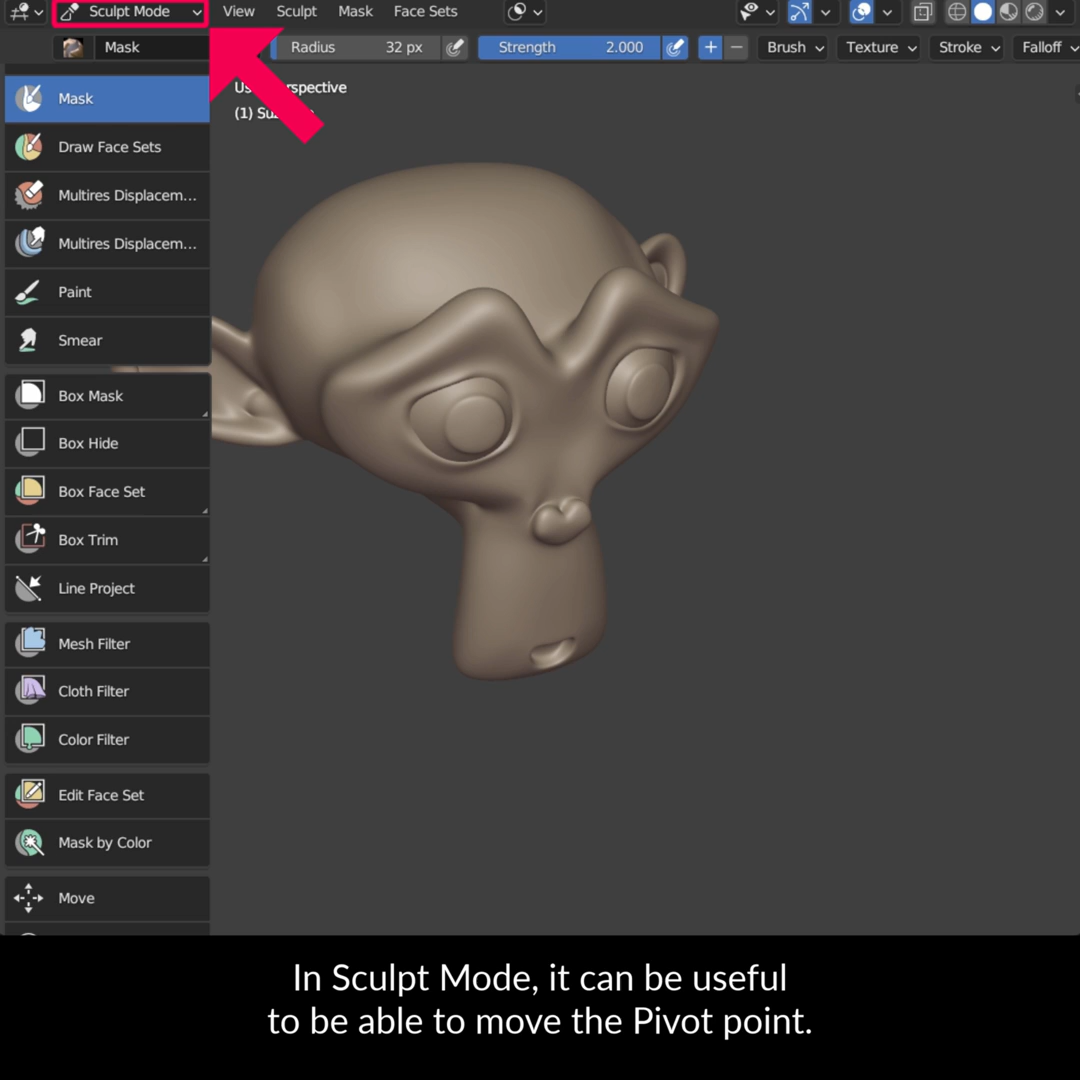 Sculpt Mode View Sculpt Mask Face Sets
Mask Radius 32 px Strength 2.000 + − Brush Texture Stroke Falloff
Mask
Draw Face Sets
Multires Displacem...
Multires Displacem...
Paint
Smear
Box Mask
Box Hide
Box Face Set
Box Trim
Line Project
Mesh Filter
Cloth Filter
Color Filter
Edit Face Set
Mask by Color
Move
(1)
In Sculpt Mode, it can be useful
to be able to move the Pivot point.